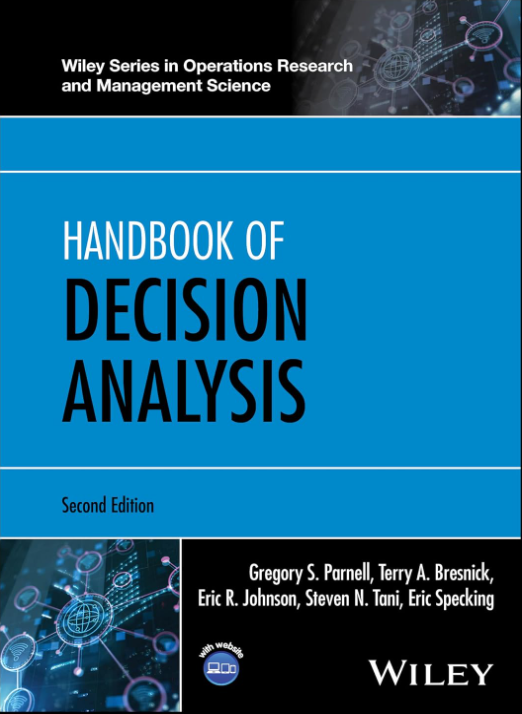 Wiley Series in Operations Research
and Management Science
HANDBOOK OF
DECISION
ANALYSIS
Second Edition
Gregory S. Parnell, Terry A. Bresnick,
Eric R. Johnson, Steven N. Tani, Eric Specking
with website
WILEY